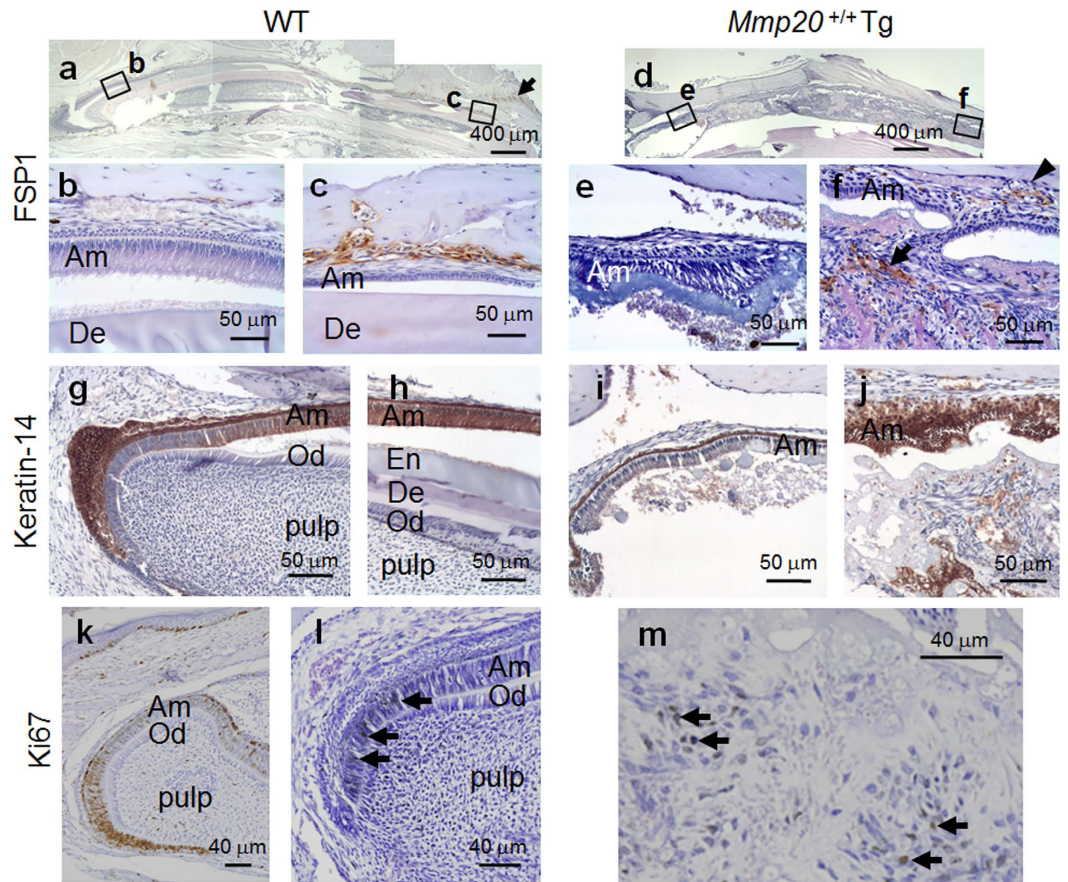 WT
Mmp20 +/+ Tg
FSP1
a
b
c
400 μm
d
e
f
400 μm
b
Am
De
50 μm
c
Am
De
50 μm
e
Am
50 μm
f
Am
50 μm
Keratin-14
g
Am
Od
pulp
50 μm
h
Am
En
De
Od
pulp
50 μm
i
Am
50 μm
j
Am
50 μm
Ki67
k
Am
Od
pulp
40 μm
l
Am
Od
pulp
40 μm
m
40 μm